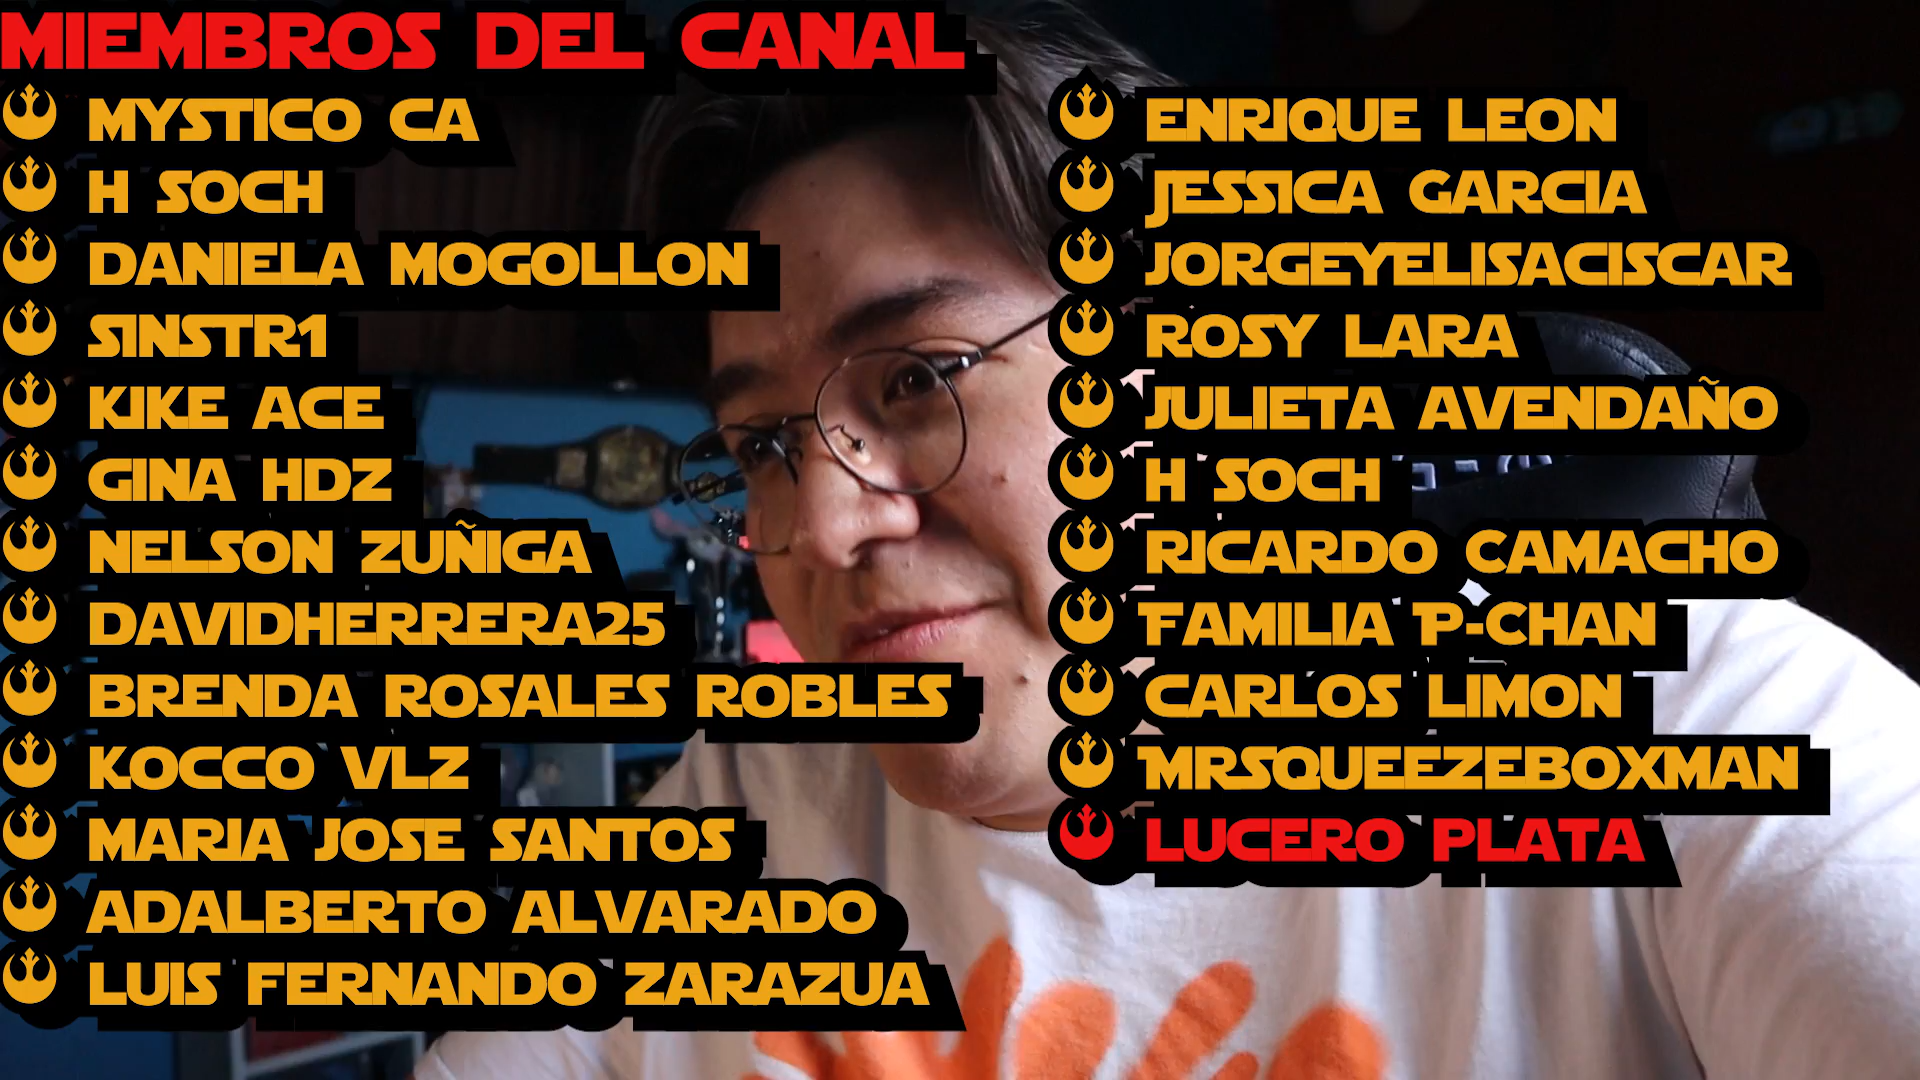 MIEMBROS DEL CANAL
MYSTICO CA
H SOCH
DANIELA MOGOLLON
SINSTR1
KIKE ACE
GINA HDZ
NELSON ZUÑIGA
DAVIDHERRERA25
BRENDA ROSALES ROBLES
KOCCO VLZ
MARIA JOSE SANTOS
ADALBERTO ALVARADO
LUIS FERNANDO ZARAZUA
ENRIQUE LEON
JESSICA GARCIA
JORGEYELISACISCAR
ROSY LARA
JULIETA AVENDAÑO
H SOCH
RICARDO CAMACHO
FAMILIA P-CHAN
CARLOS LIMON
MRSQUEEZEBOXMAN
LUCERO PLATA